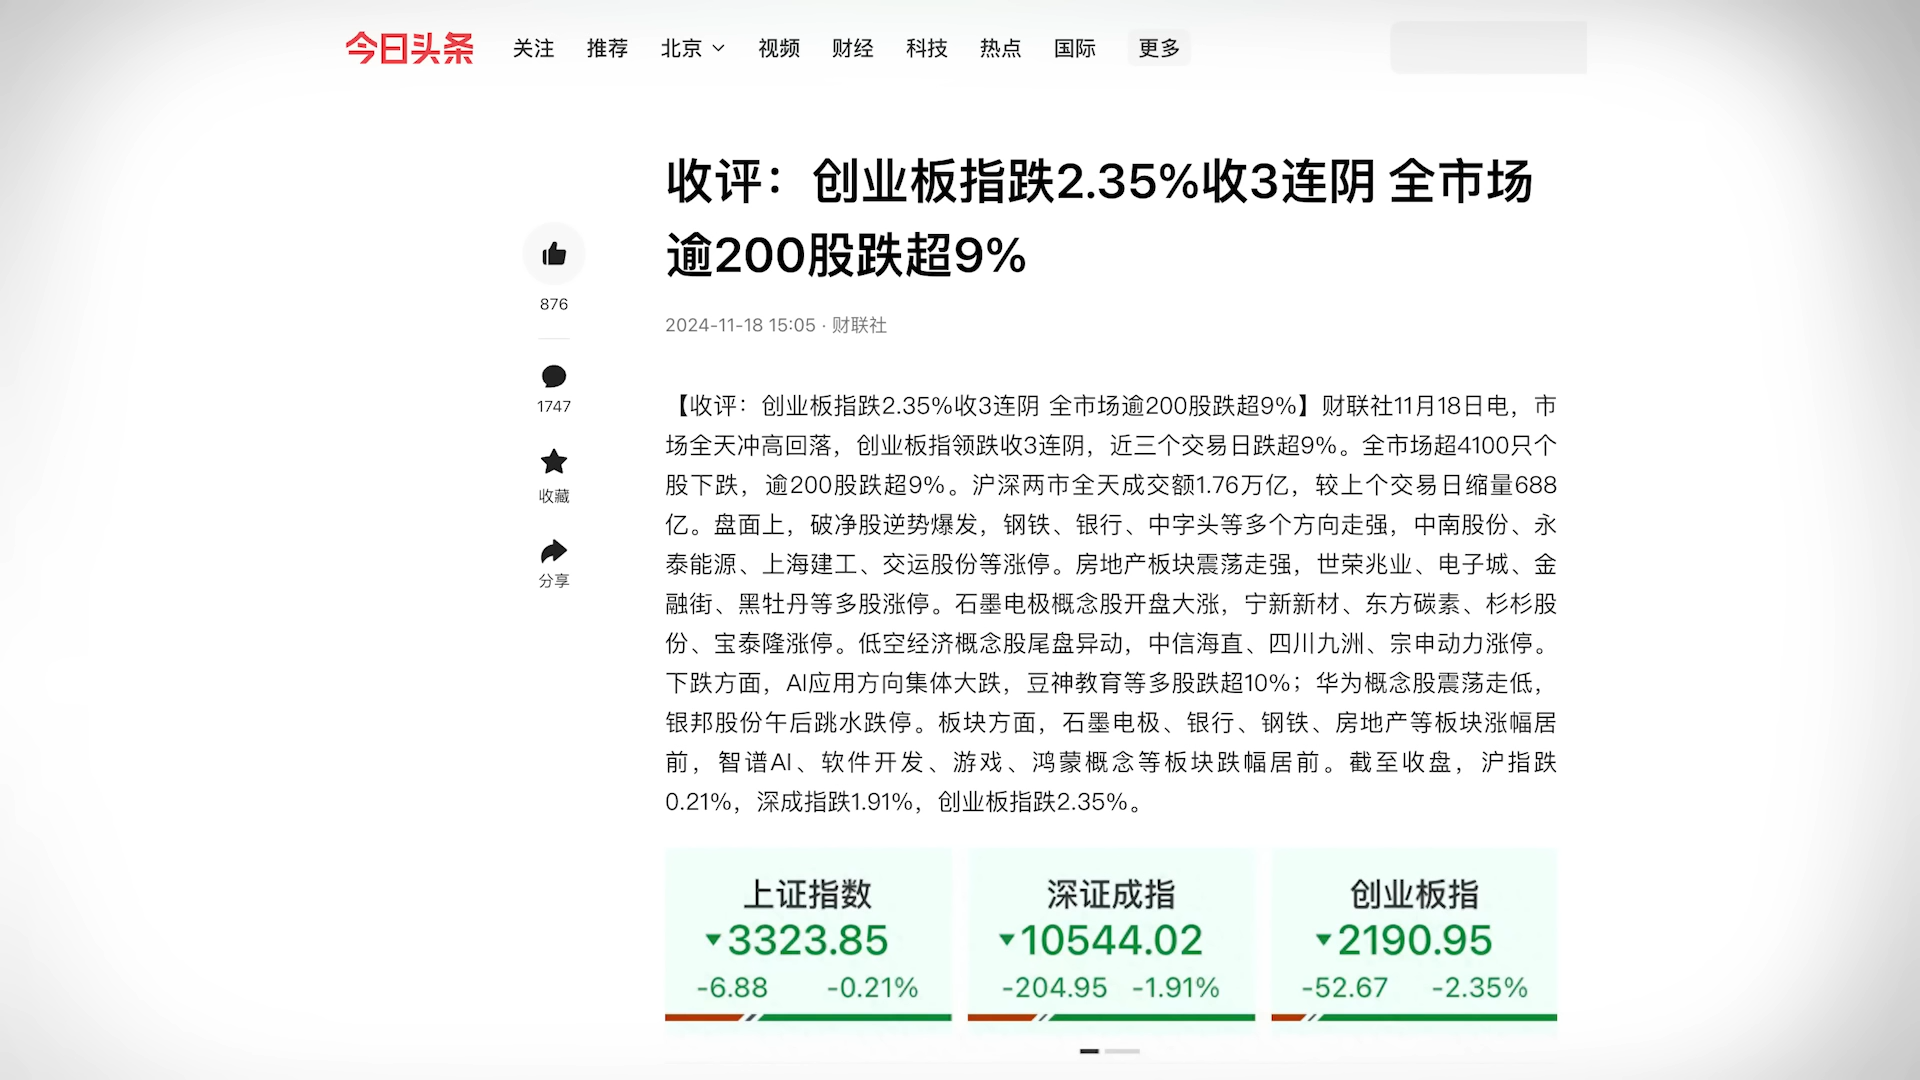 今日头条 关注 推荐 北京 视频 财经 科技 热点 国际 更多
收评：创业板指跌2.35%收3连阴 全市场
逾200股跌超9%
2024-11-18 15:05 · 财联社
876
1747
收藏
分享
【收评：创业板指跌2.35%收3连阴 全市场逾200股跌超9%】财联社11月18日电，市
场全天冲高回落，创业板指领跌收3连阴，近三个交易日跌超9%。全市场超4100只个
股下跌，逾200股跌超9%。沪深两市全天成交额1.76万亿，较上个交易日缩量688
亿。盘面上，破净股逆势爆发，钢铁、银行、中字头等多个方向走强，中南股份、永
泰能源、上海建工、交运股份等涨停。房地产板块震荡走强，世荣兆业、电子城、金
融街、黑牡丹等多股涨停。石墨电极概念股开盘大涨，宁新新材、东方碳素、杉杉股
份、宝泰隆涨停。低空经济概念股尾盘异动，中信海直、四川九洲、宗申动力涨停。
下跌方面，AI应用方向集体大跌，豆神教育等多股跌超10%；华为概念股震荡走低，
银邦股份午后跳水跌停。板块方面，石墨电极、银行、钢铁、房地产等板块涨幅居
前，智谱AI、软件开发、游戏、鸿蒙概念等板块跌幅居前。截至收盘，沪指跌
0.21%，深成指跌1.91%，创业板指跌2.35%。
上证指数 深证成指 创业板指
▼3323.85 ▼10544.02 ▼2190.95
-6.88 -0.21% -204.95 -1.91% -52.67 -2.35%